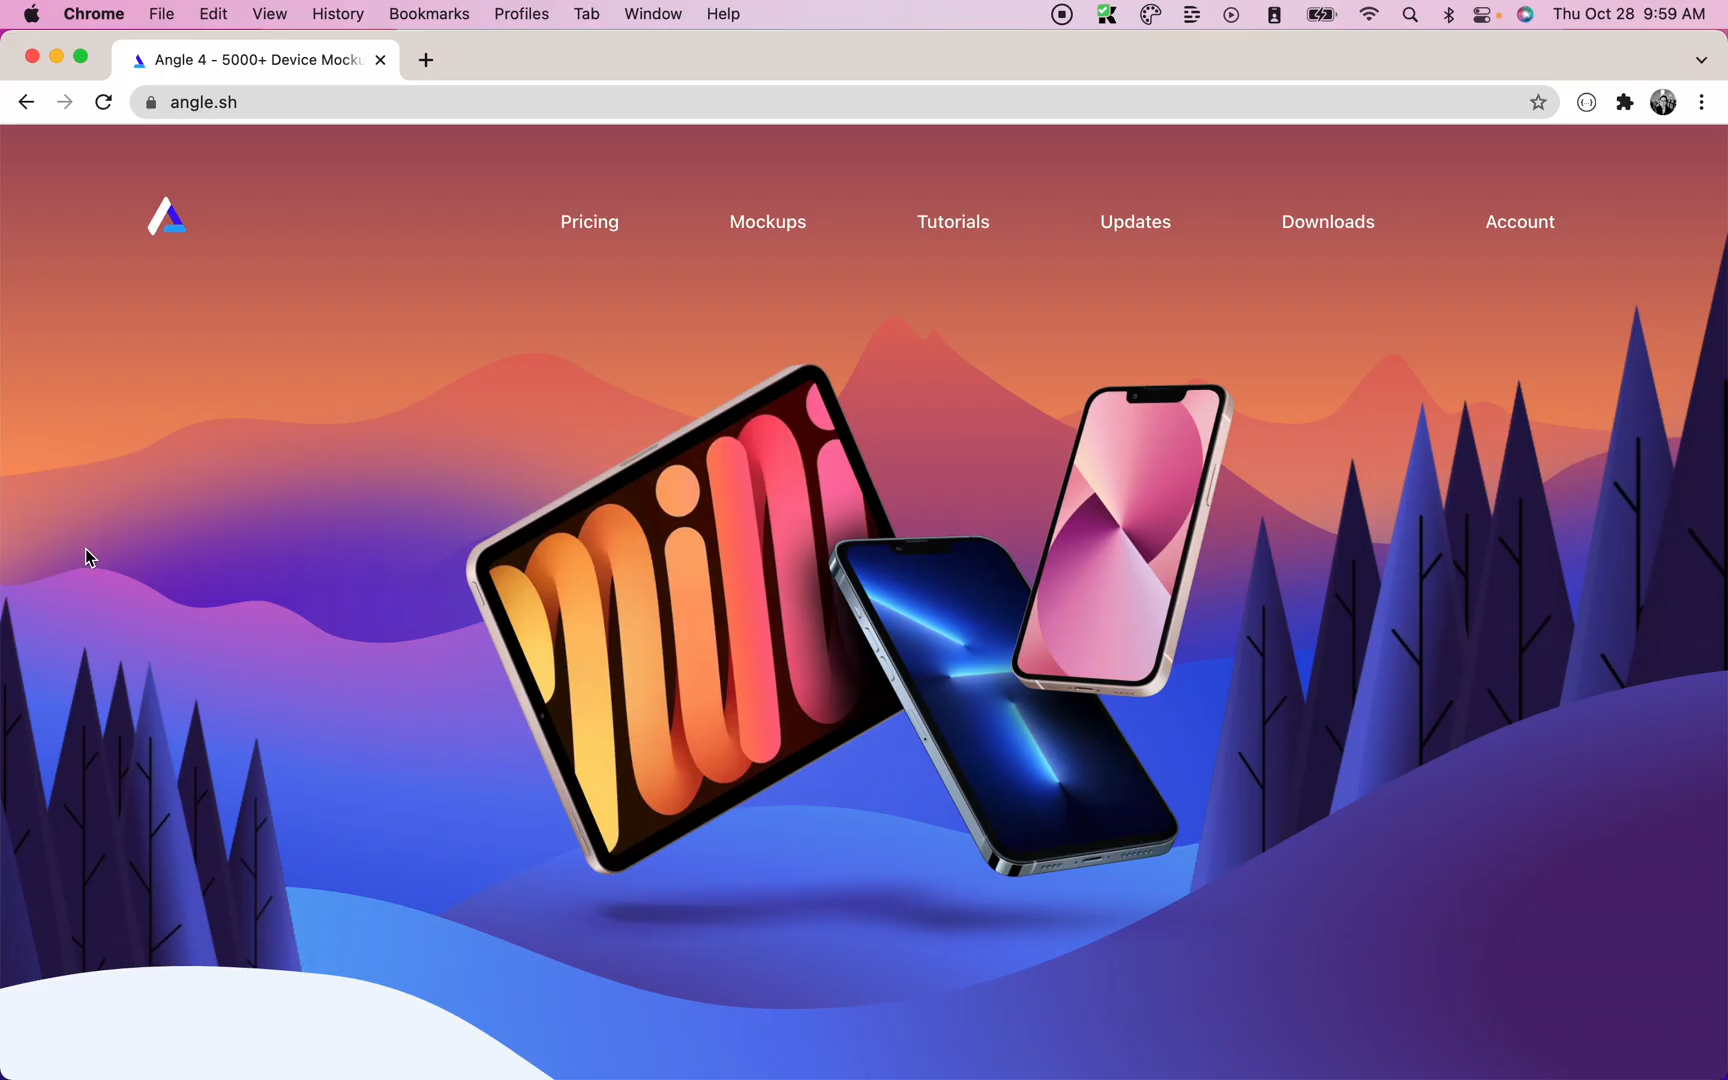 Chrome File Edit View History Bookmarks Profiles Tab Window Help Thu Oct 28 9:59 AM
Angle 4 - 5000+ Device Mocku
angle.sh
Pricing Mockups Tutorials Updates Downloads Account